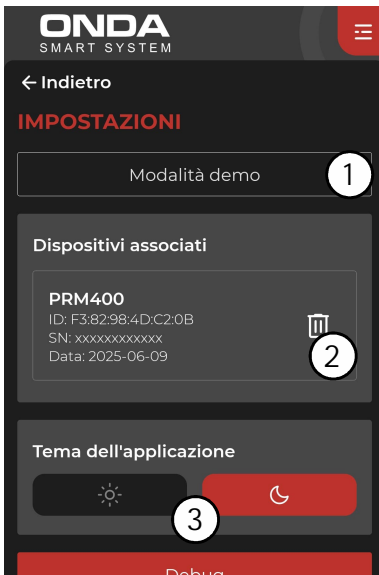 ONDA
SMART SYSTEM
Indietro
IMPOSTAZIONI
Modalità demo
1
Dispositivi associati
PRM400
ID: F3:82:98:4D:C2:0B
SN: xxxxxxxxxxxx
Data: 2025-06-09
2
Tema dell'applicazione
3
Debug